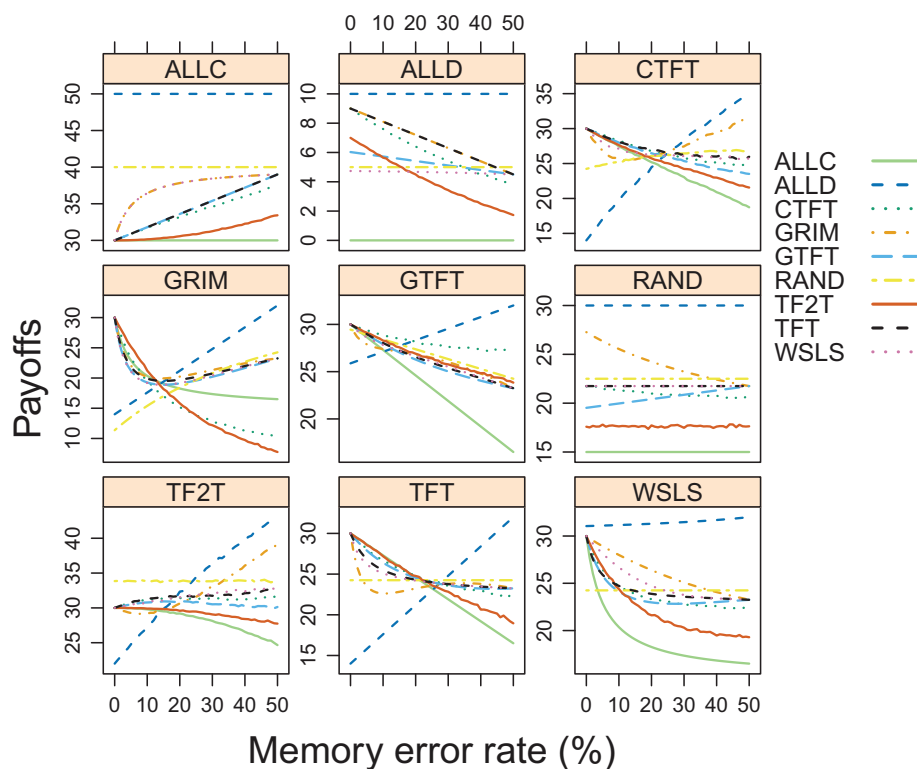 0 10 20 30 40 50
ALLC ALLD CTFT
50 45 40 35 30
10 8 6 4 2 0
35 30 25 20 15
GRIM GTFT RAND
30 25 20 15 10
30 25 20
30 25 20 15
TF2T TFT WSLS
40 35 30 25
30 25 20 15
30 25 20
0 10 20 30 40 50
0 10 20 30 40 50
Payoffs
Memory error rate (%)
ALLC
ALLD
CTFT
GRIM
GTFT
RAND
TF2T
TFT
WSLS